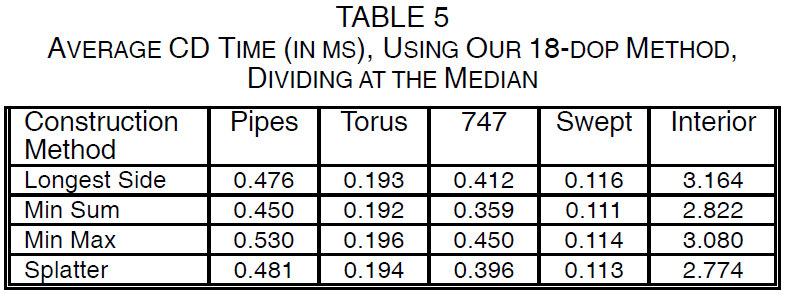 TABLE 5
AVERAGE CD TIME (IN MS), USING OUR 18-DOP METHOD,
DIVIDING AT THE MEDIAN
Construction Method Pipes Torus 747 Swept Interior
Longest Side 0.476 0.193 0.412 0.116 3.164
Min Sum 0.450 0.192 0.359 0.111 2.822
Min Max 0.530 0.196 0.450 0.114 3.080
Splatter 0.481 0.194 0.396 0.113 2.774